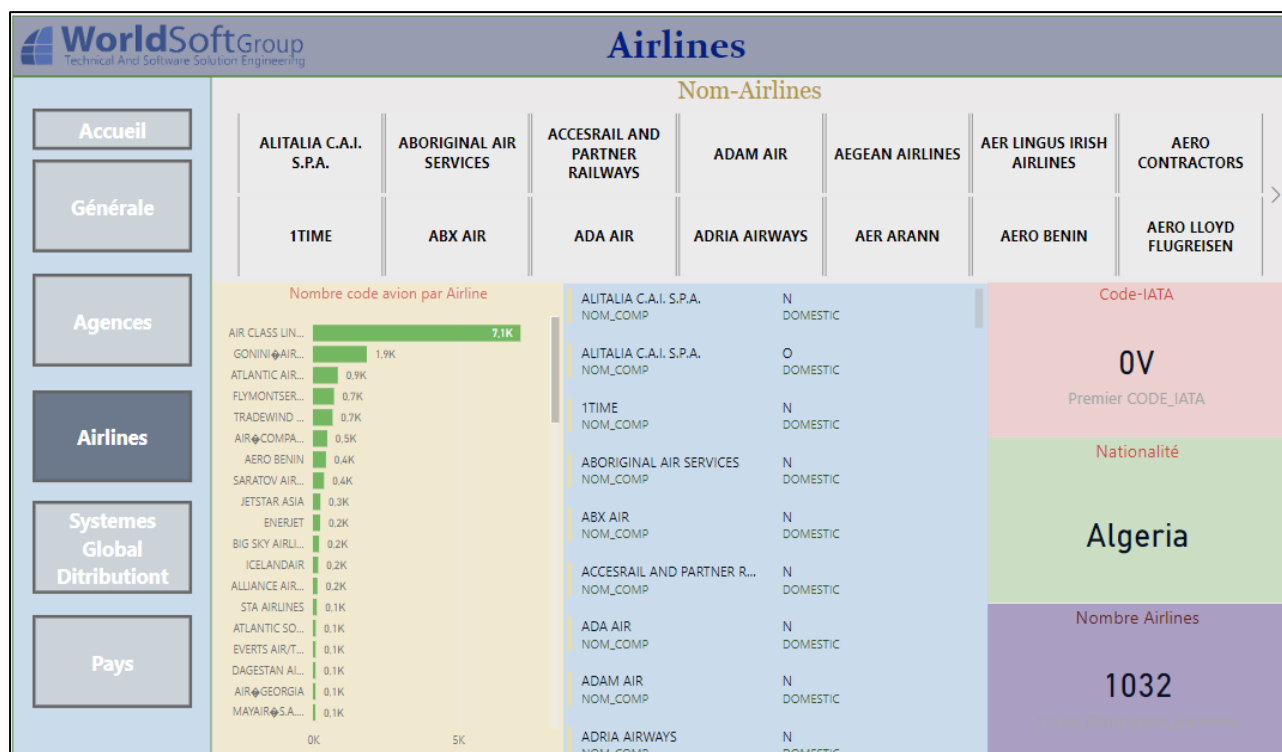 WorldSoftGroup
Technical And Software Solution Engineering
Airlines
Accueil
Générale
Agences
Airlines
Systemes
Global
Ditributiont
Pays
Nom-Airlines
ALITALIA C.A.I.
S.P.A.
ABORIGINAL AIR
SERVICES
ACCESRAIL AND
PARTNER
RAILWAYS
ADAM AIR
AEGEAN AIRLINES
AER LINGUS IRISH
AIRLINES
AERO
CONTRACTORS
1TIME
ABX AIR
ADA AIR
ADRIA AIRWAYS
AER ARANN
AERO BENIN
AERO LLOYD
FLUGREISEN
Nombre code avion par Airline
AIR CLASS LIN... 7,1K
GONINI�AIR... 1,9K
ATLANTIC AIR... 0,9K
FLYMONTSER... 0,7K
TRADEWIND ... 0,7K
AIR�COMPA... 0,5K
AERO BENIN 0,4K
SARATOV AIR... 0,4K
JETSTAR ASIA 0,3K
ENERJET 0,2K
BIG SKY AIRLI... 0,2K
ICELANDAIR 0,2K
ALLIANCE AIR... 0,2K
STA AIRLINES 0,1K
ATLANTIC SO... 0,1K
EVERTS AIR/T... 0,1K
DAGESTAN AI... 0,1K
AIR�GEORGIA 0,1K
MAYAIR�S.A.... 0,1K
0K 5K
ALITALIA C.A.I. S.P.A. N
NOM_COMP DOMESTIC
ALITALIA C.A.I. S.P.A. O
NOM_COMP DOMESTIC
1TIME N
NOM_COMP DOMESTIC
ABORIGINAL AIR SERVICES N
NOM_COMP DOMESTIC
ABX AIR N
NOM_COMP DOMESTIC
ACCESRAIL AND PARTNER R... N
NOM_COMP DOMESTIC
ADA AIR N
NOM_COMP DOMESTIC
ADAM AIR N
NOM_COMP DOMESTIC
ADRIA AIRWAYS N
NOM_COMP DOMESTIC
Code-IATA
0V
Premier CODE_IATA
Nationalité
Algeria
Nombre Airlines
1032